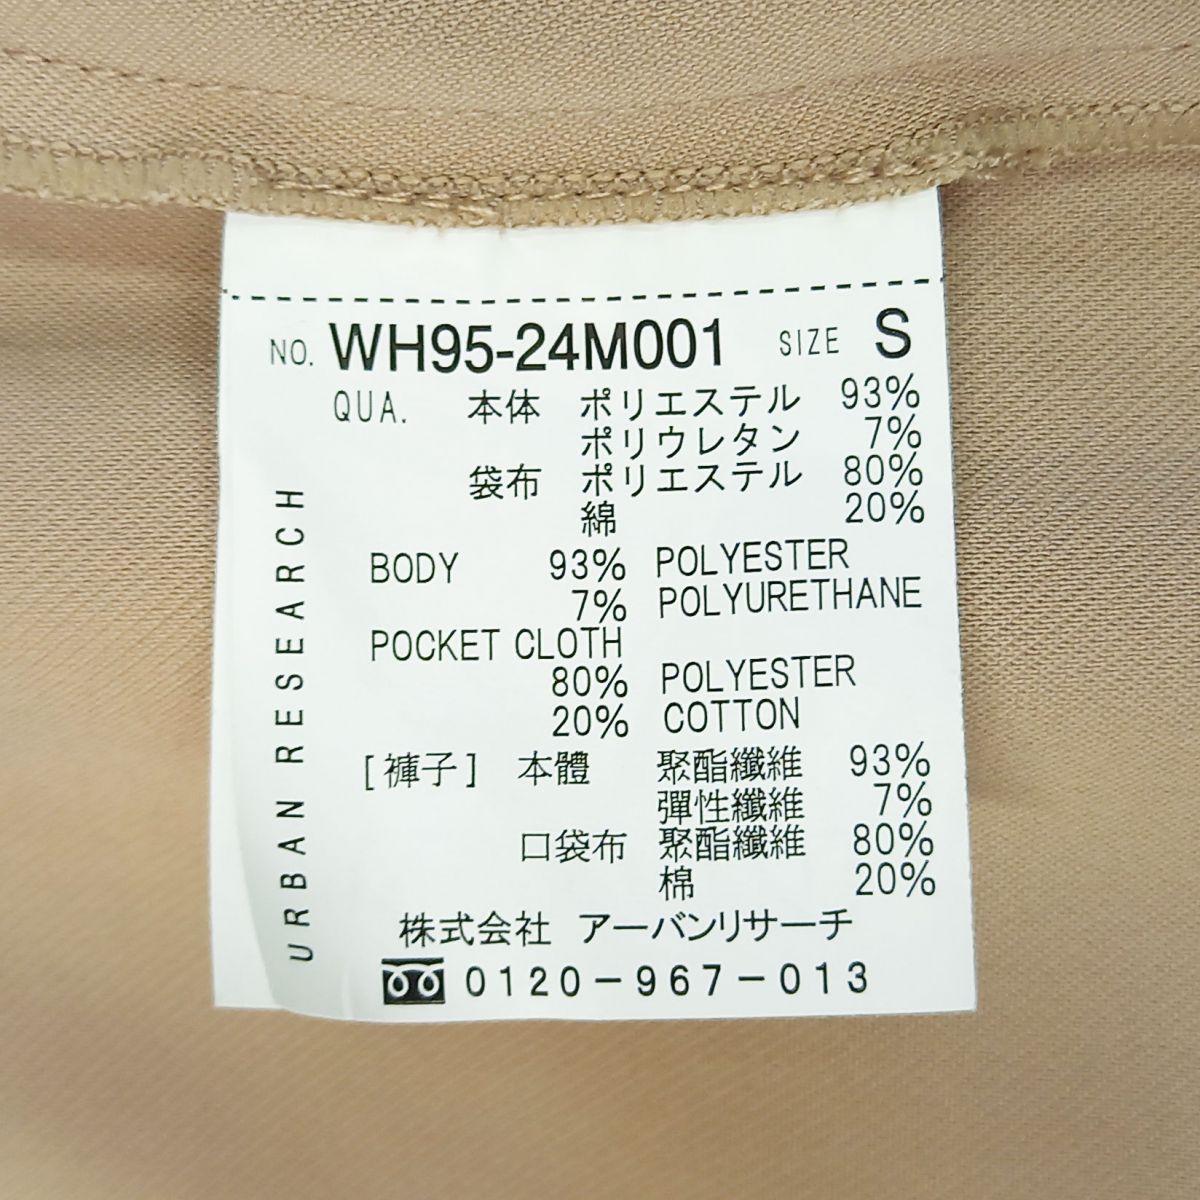 NO. WH95-24M001 SIZE S
QUA. 本体 ポリエステル 93%
ポリウレタン 7%
袋布 ポリエステル 80%
綿 20%
BODY 93% POLYESTER
7% POLYURETHANE
POCKET CLOTH
80% POLYESTER
20% COTTON
[褲子] 本體 聚酯纖維 93%
彈性纖維 7%
口袋布 聚酯纖維 80%
棉 20%
株式会社 アーバンリサーチ
0120-967-013
URBAN RESEARCH